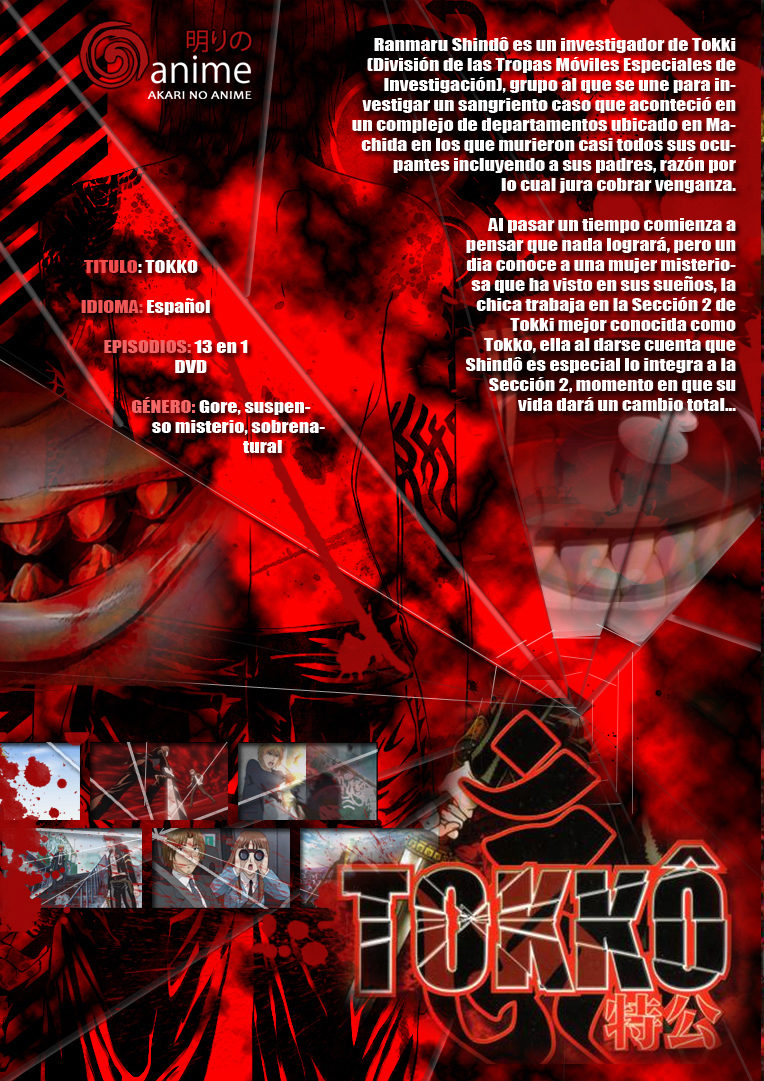 明りの
anime
AKARI NO ANIME
Ranmaru Shindô es un investigador de Tokki
(División de las Tropas Móviles Especiales de
Investigación), grupo al que se une para in-
vestigar un sangriento caso que aconteció en
un complejo de departamentos ubicado en Ma-
chida en los que murieron casi todos sus ocu-
pantes incluyendo a sus padres, razón por
lo cual jura cobrar venganza.
Al pasar un tiempo comienza a
pensar que nada logrará, pero un
dia conoce a una mujer misterio-
sa que ha visto en sus sueños, la
chica trabaja en la Sección 2 de
Tokki mejor conocida como
Tokko, ella al darse cuenta que
Shindô es especial lo integra a la
Sección 2, momento en que su
vida dará un cambio total...
TITULO: TOKKO
IDIOMA: Español
EPISODIOS: 13 en 1
DVD
GÉNERO: Gore, suspen-
so misterio, sobrena-
tural
TOKKÔ
特公